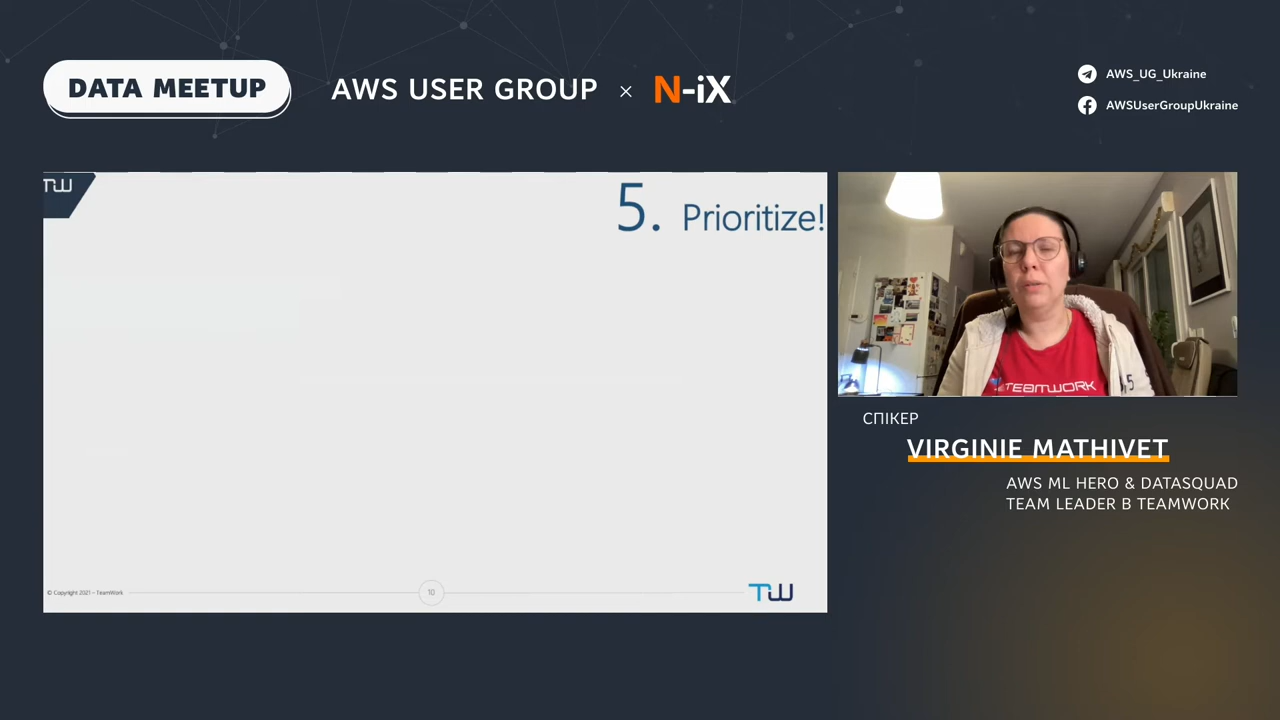 DATA MEETUP
AWS USER GROUP × N-iX
AWS_UG_Ukraine
AWSUserGroupUkraine
TW
5. Prioritize!
TEAMWORK
СПІКЕР
VIRGINIE MATHIVET
AWS ML HERO & DATASQUAD
TEAM LEADER В TEAMWORK
© Copyright 2021 – TeamWork
10
TW